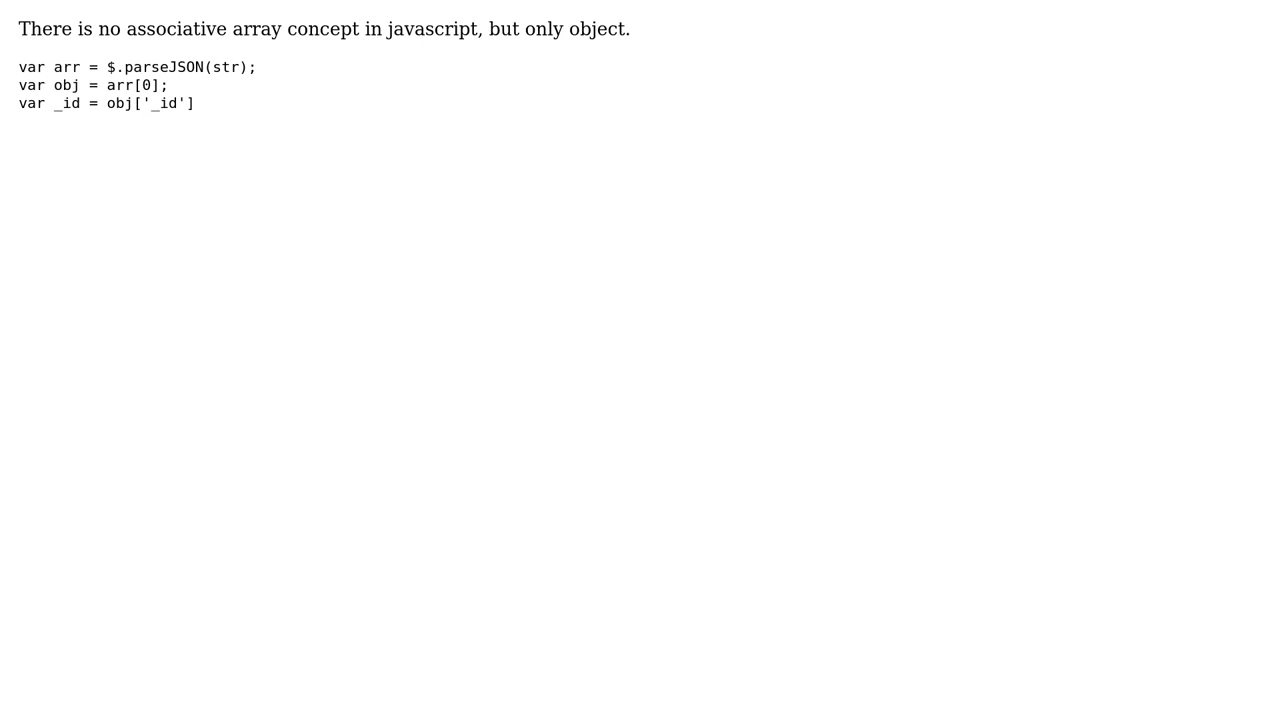 There is no associative array concept in javascript, but only object.
var arr = $.parseJSON(str);
var obj = arr[0];
var _id = obj['_id']